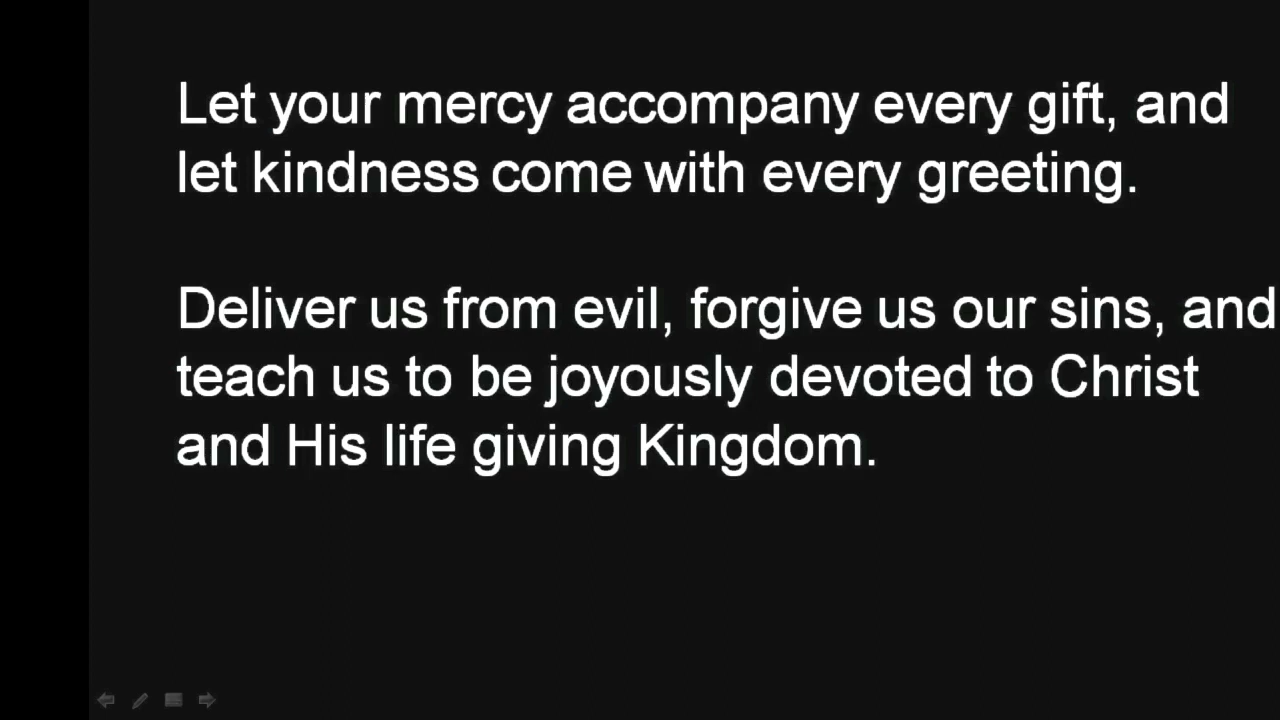 Let your mercy accompany every gift, and
let kindness come with every greeting.
Deliver us from evil, forgive us our sins, and
teach us to be joyously devoted to Christ
and His life giving Kingdom.